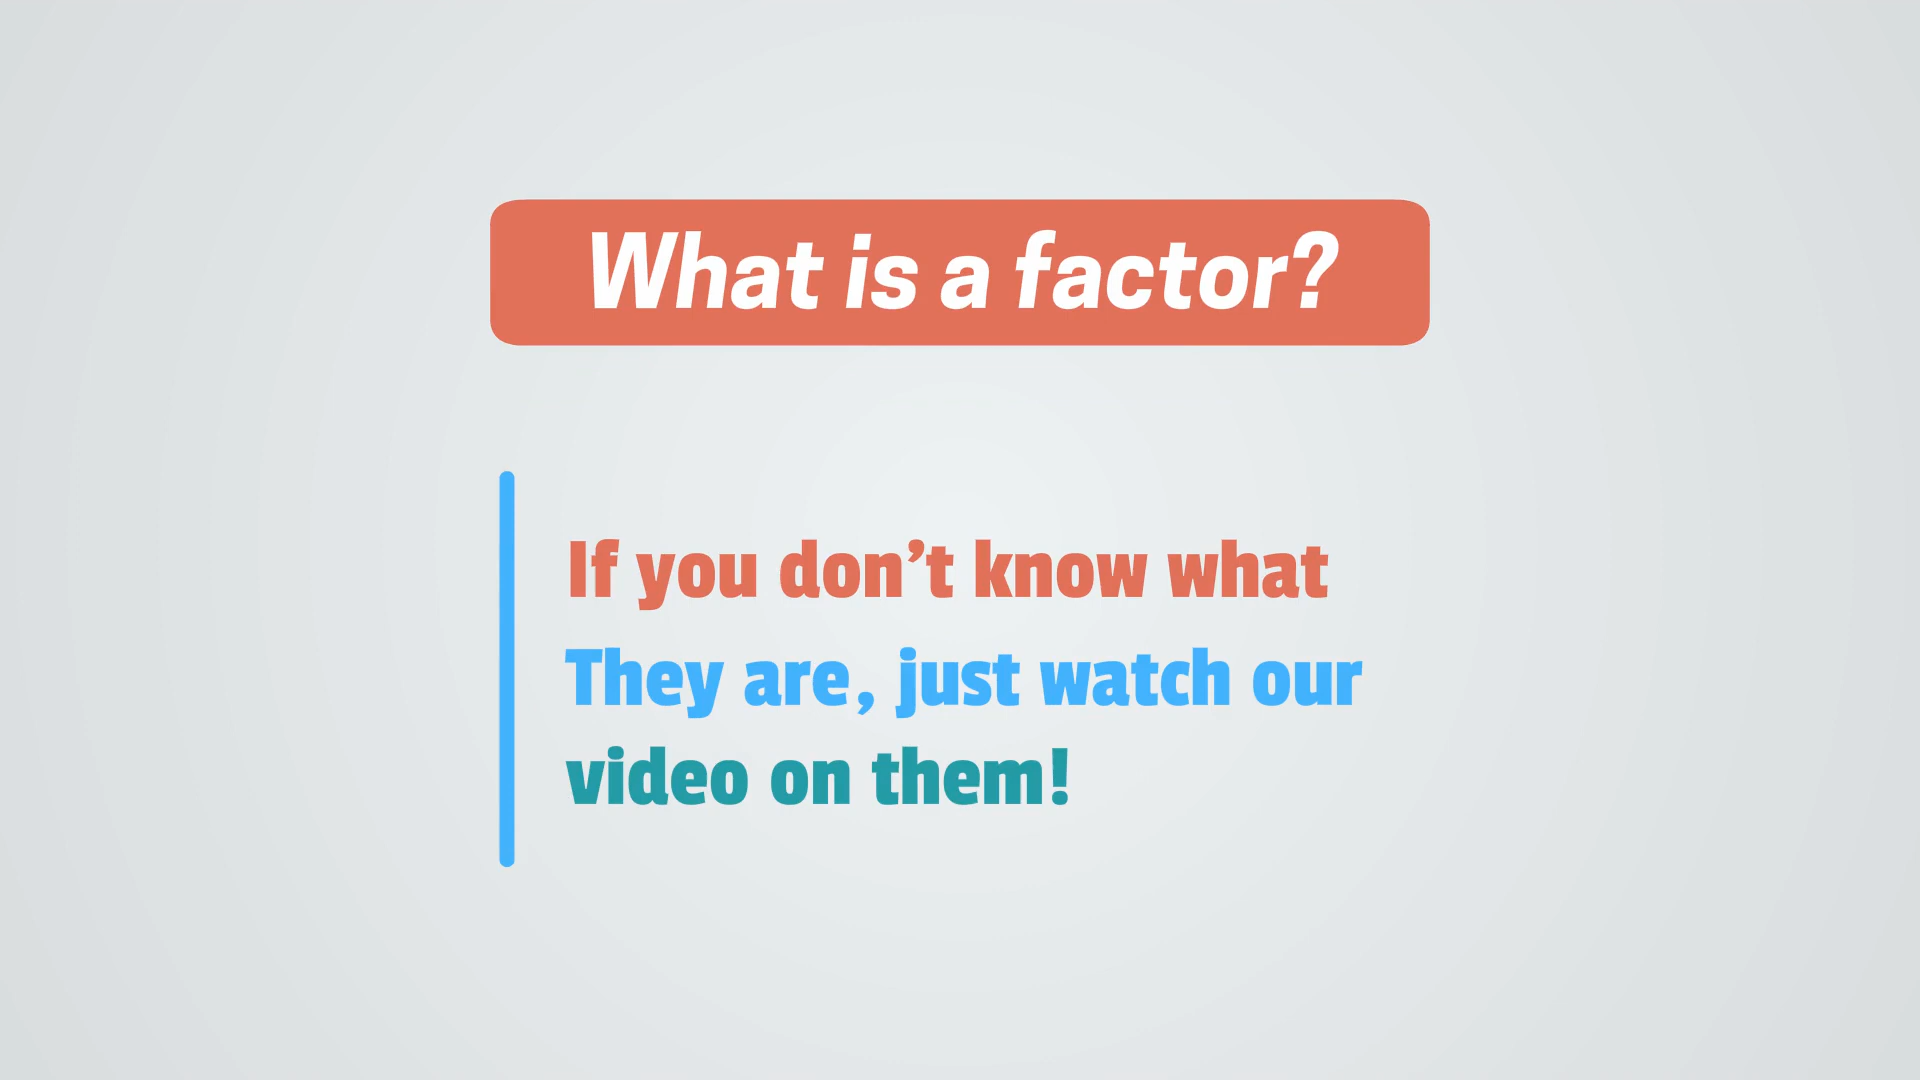 What is a factor?
If you don't know what
They are, just watch our
video on them!